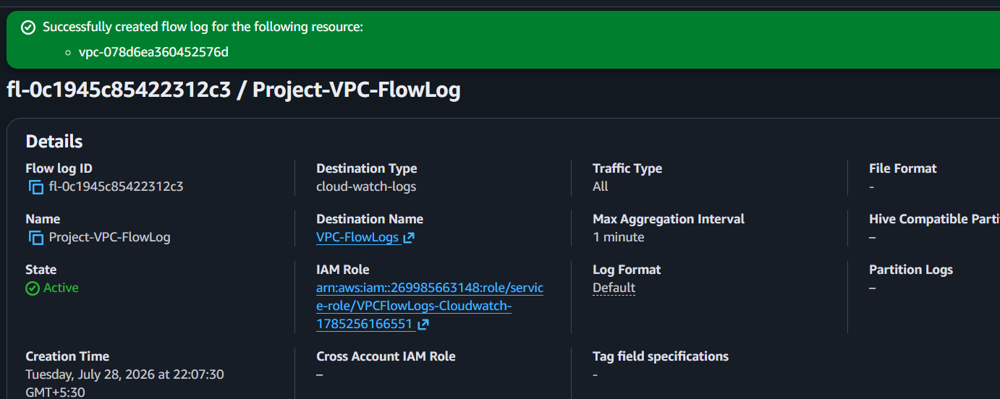 Successfully created flow log for the following resource:
vpc-078d6ea360452576d
fl-0c1945c85422312c3 / Project-VPC-FlowLog
Details
Flow log ID
fl-0c1945c85422312c3
Destination Type
cloud-watch-logs
Traffic Type
All
File Format
-
Name
Project-VPC-FlowLog
Destination Name
VPC-FlowLogs
Max Aggregation Interval
1 minute
Hive Compatible Parti
–
State
Active
IAM Role
arn:aws:iam::269985663148:role/servic
e-role/VPCFlowLogs-Cloudwatch-
1785256166551
Log Format
Default
Partition Logs
–
Creation Time
Tuesday, July 28, 2026 at 22:07:30
GMT+5:30
Cross Account IAM Role
–
Tag field specifications
-